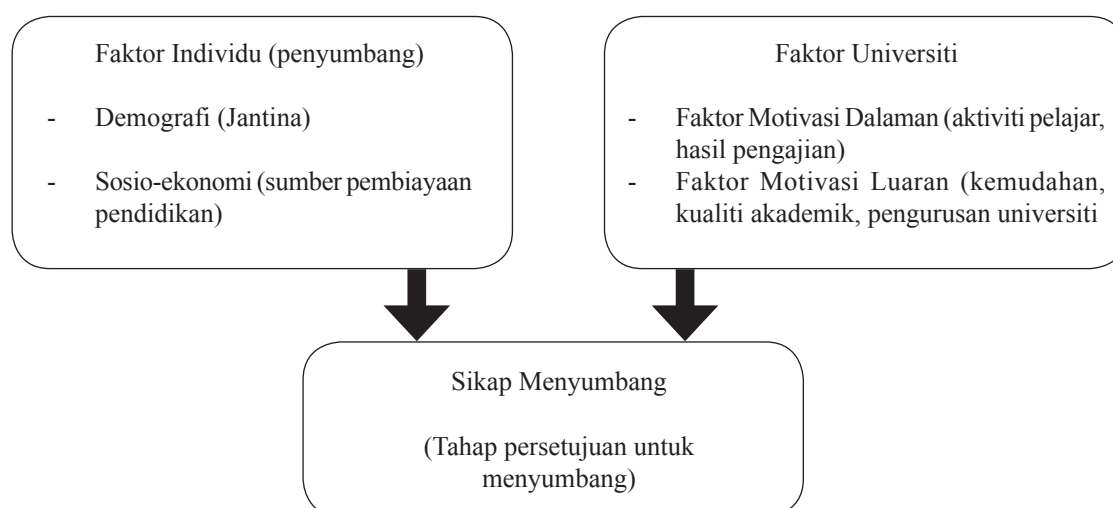 Faktor Individu (penyumbang)
- Demografi (Jantina)
- Sosio-ekonomi (sumber pembiayaan
pendidikan)
Faktor Universiti
- Faktor Motivasi Dalaman (aktiviti pelajar,
hasil pengajian)
- Faktor Motivasi Luaran (kemudahan,
kualiti akademik, pengurusan universiti
Sikap Menyumbang
(Tahap persetujuan untuk
menyumbang)